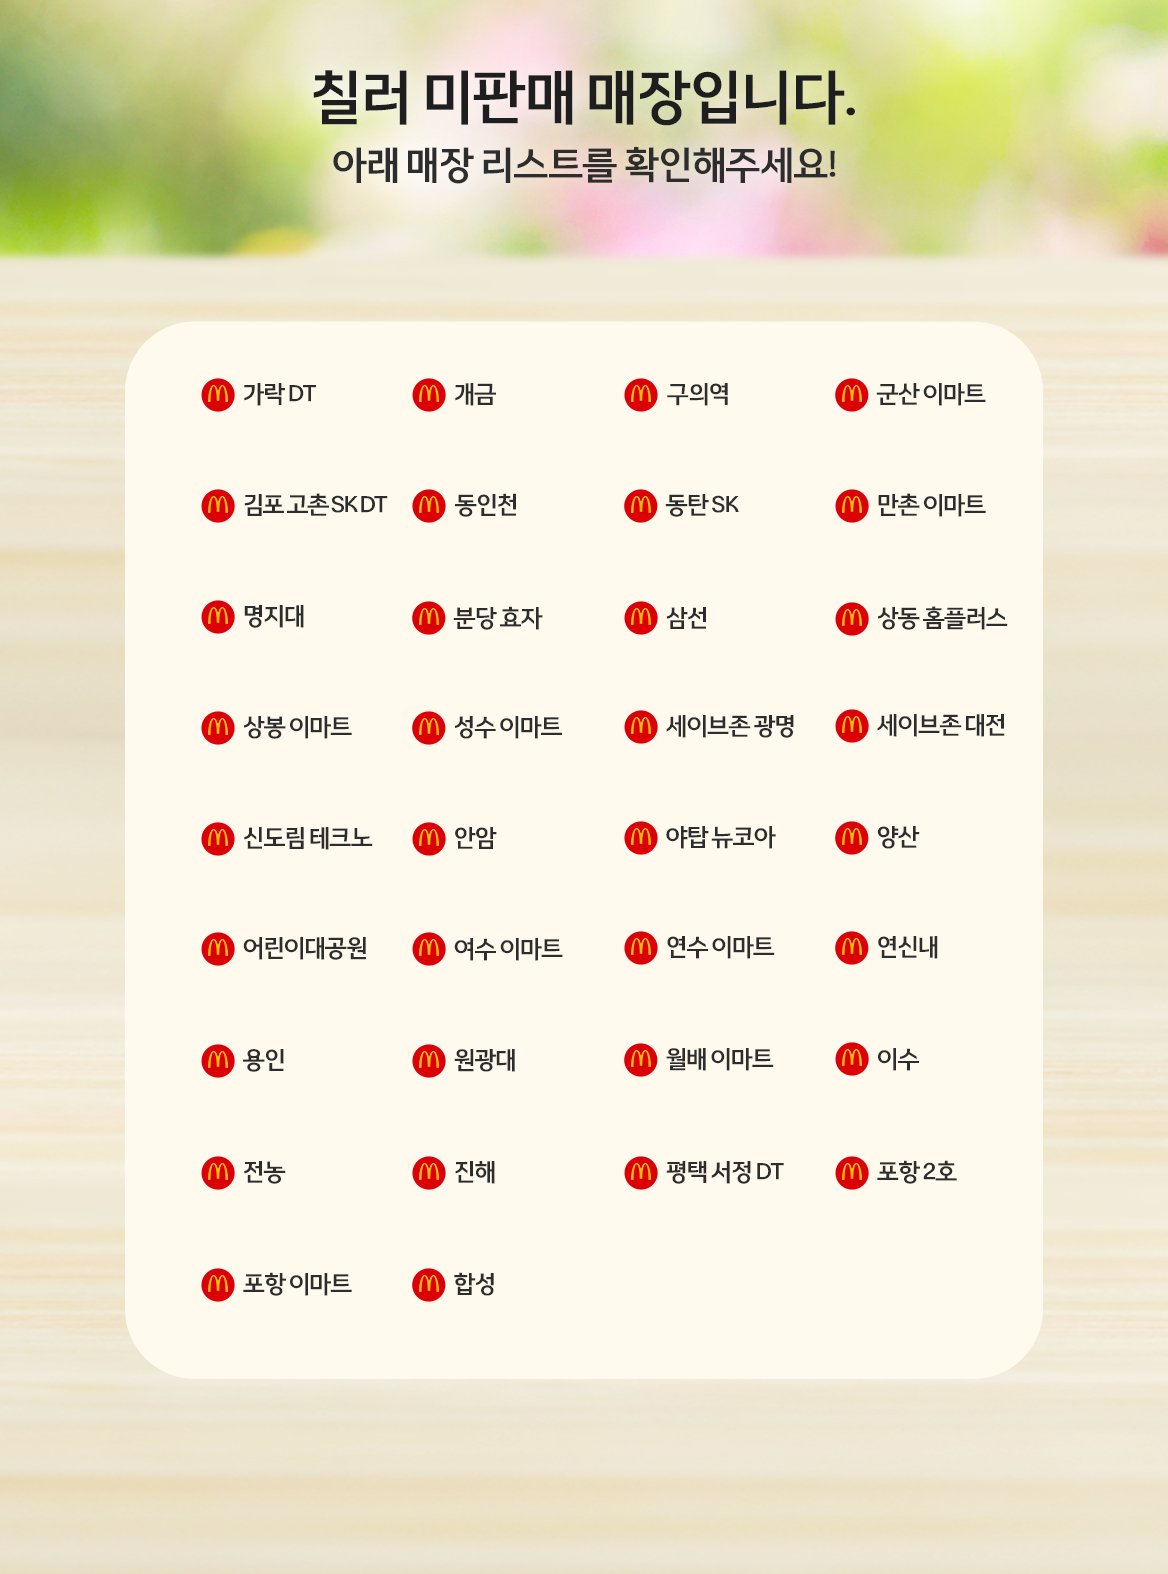 칠러 미판매 매장입니다.
아래 매장 리스트를 확인해주세요!
가락 DT 개금 구의역 군산 이마트
김포 고촌 SK DT 동인천 동탄 SK 만촌 이마트
명지대 분당 효자 삼선 상동 홈플러스
상봉 이마트 성수 이마트 세이브존 광명 세이브존 대전
신도림 테크노 안암 야탑 뉴코아 양산
어린이대공원 여수 이마트 연수 이마트 연신내
용인 원광대 월배 이마트 이수
전농 진해 평택 서정 DT 포항 2호
포항 이마트 합성